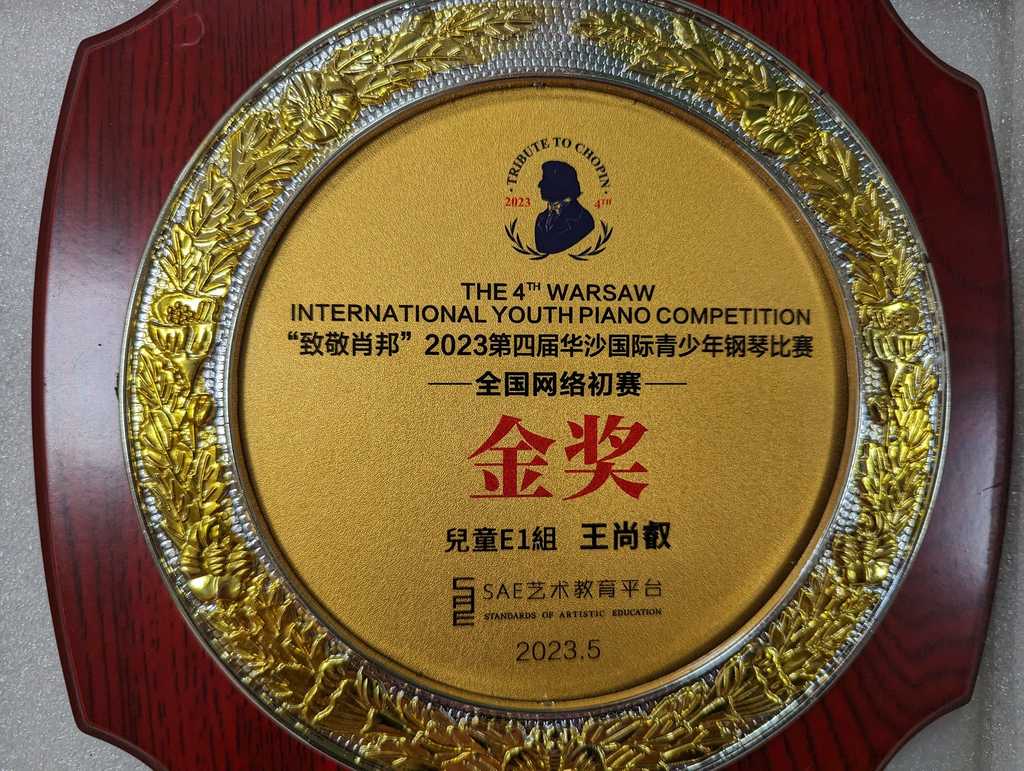 · TRIBUTE TO CHOPIN ·
2023 4TH
THE 4TH WARSAW
INTERNATIONAL YOUTH PIANO COMPETITION
“致敬肖邦”2023第四届华沙国际青少年钢琴比赛
全国网络初赛
金奖
兒童E1組 王尚叡
SAE艺术教育平台
STANDARDS OF ARTISTIC EDUCATION
2023.5